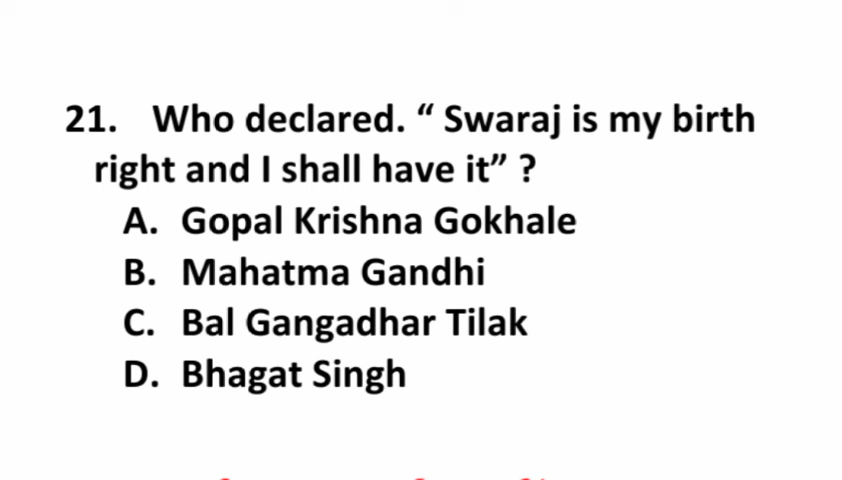 21. Who declared. “ Swaraj is my birth
right and I shall have it” ?
A. Gopal Krishna Gokhale
B. Mahatma Gandhi
C. Bal Gangadhar Tilak
D. Bhagat Singh